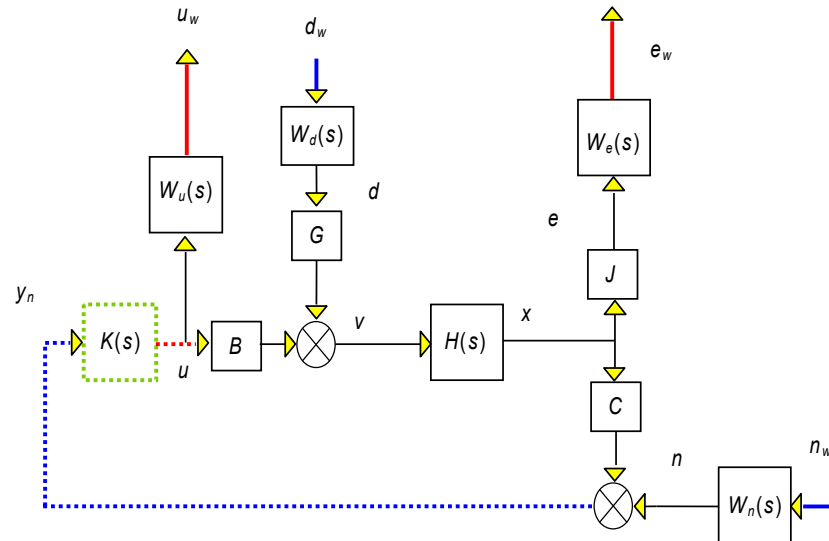 u_w
d_w
e_w
W_d(s)
W_e(s)
W_u(s)
d
e
G
J
y_n
v
x
K(s)
B
H(s)
u
C
n
n_w
W_n(s)